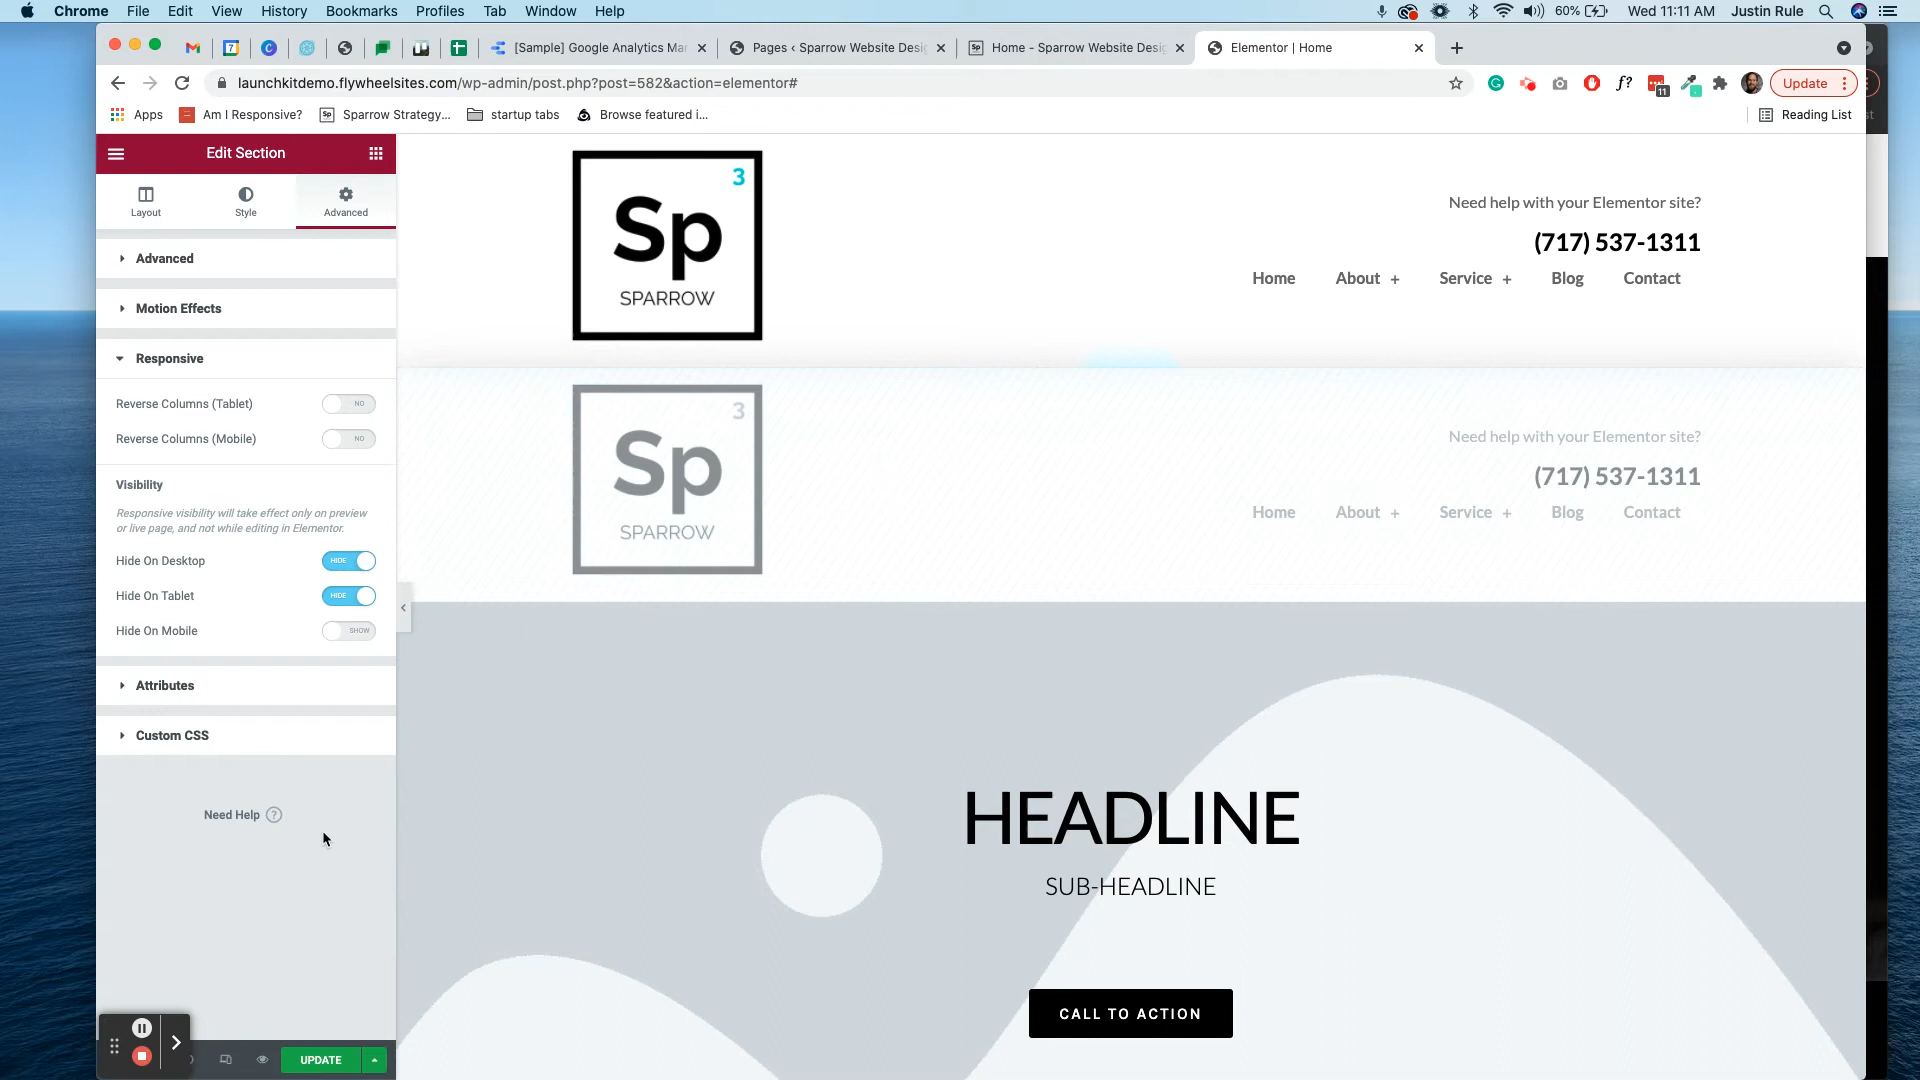 Chrome File Edit View History Bookmarks Profiles Tab Window Help 60% Wed 11:11 AM Justin Rule
[Sample] Google Analytics Mar Pages ‹ Sparrow Website Desig Home - Sparrow Website Desig Elementor | Home
launchkitdemo.flywheelsites.com/wp-admin/post.php?post=582&action=elementor# f? 11 Update
Apps Am I Responsive? Sparrow Strategy... startup tabs Browse featured i... Reading List
Edit Section
Layout Style Advanced
Advanced
Motion Effects
Responsive
Reverse Columns (Tablet) NO
Reverse Columns (Mobile) NO
Visibility
Responsive visibility will take effect only on preview
or live page, and not while editing in Elementor.
Hide On Desktop HIDE
Hide On Tablet HIDE
Hide On Mobile SHOW
Attributes
Custom CSS
Need Help ?
UPDATE
3
Sp
SPARROW
Need help with your Elementor site?
(717) 537-1311
Home About + Service + Blog Contact
3
Sp
SPARROW
Need help with your Elementor site?
(717) 537-1311
Home About + Service + Blog Contact
HEADLINE
SUB-HEADLINE
CALL TO ACTION